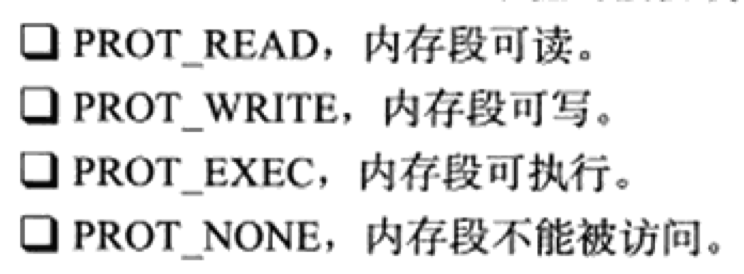 ❑ PROT_READ，内存段可读。
❑ PROT_WRITE，内存段可写。
❑ PROT_EXEC，内存段可执行。
❑ PROT_NONE，内存段不能被访问。